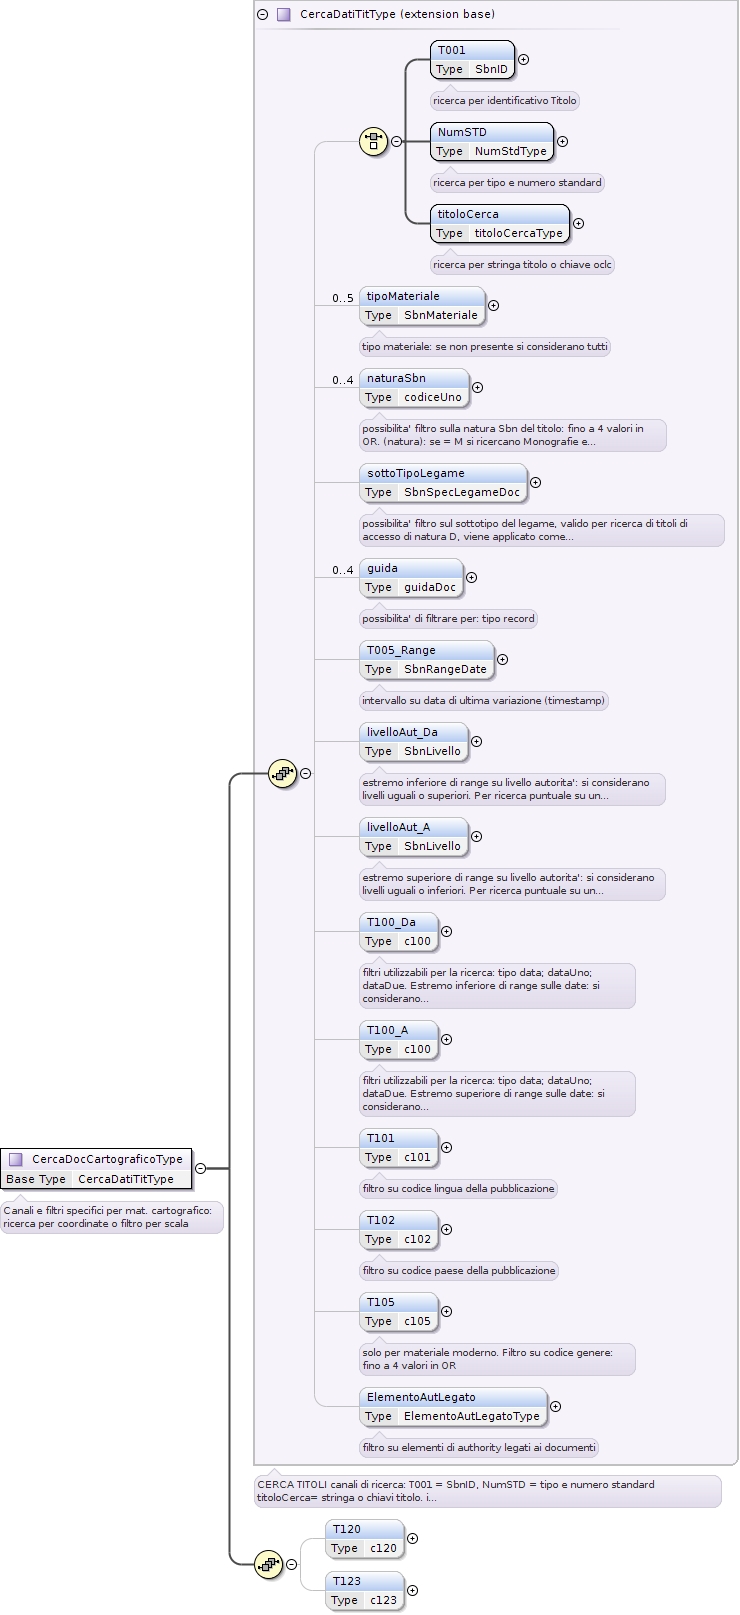 CercaDatiTitType (extension base)
T001
Type SbnID
ricerca per identificativo Titolo
NumSTD
Type NumStdType
ricerca per tipo e numero standard
titoloCerca
Type titoloCercaType
ricerca per stringa titolo o chiave oclc
0..5
tipoMateriale
Type SbnMateriale
tipo materiale: se non presente si considerano tutti
0..4
naturaSbn
Type codiceUno
possibilita' filtro sulla natura Sbn del titolo: fino a 4 valori in
OR. (natura): se = M si ricercano Monografie e...
sottoTipoLegame
Type SbnSpecLegameDoc
possibilita' filtro sul sottotipo del legame, valido per ricerca di titoli di
accesso di natura D, viene applicato come...
0..4
guida
Type guidaDoc
possibilita' di filtrare per: tipo record
T005_Range
Type SbnRangeDate
intervallo su data di ultima variazione (timestamp)
livelloAut_Da
Type SbnLivello
estremo inferiore di range su livello autorita': si considerano
livelli uguali o superiori. Per ricerca puntuale su un...
livelloAut_A
Type SbnLivello
estremo superiore di range su livello autorita': si considerano
livelli uguali o inferiori. Per ricerca puntuale su un...
T100_Da
Type c100
filtri utilizzabili per la ricerca: tipo data; dataUno;
dataDue. Estremo inferiore di range sulle date: si
considerano...
T100_A
Type c100
filtri utilizzabili per la ricerca: tipo data; dataUno;
dataDue. Estremo superiore di range sulle date: si
considerano...
T101
Type c101
filtro su codice lingua della pubblicazione
T102
Type c102
filtro su codice paese della pubblicazione
T105
Type c105
solo per materiale moderno. Filtro su codice genere:
fino a 4 valori in OR
ElementoAutLegato
Type ElementoAutLegatoType
filtro su elementi di authority legati ai documenti
CERCA TITOLI canali di ricerca: T001 = SbnID, NumSTD = tipo e numero standard
titoloCerca= stringa o chiavi titolo. i...
CercaDocCartograficoType
Base Type CercaDatiTitType
Canali e filtri specifici per mat. cartografico:
ricerca per coordinate o filtro per scala
T120
Type c120
T123
Type c123